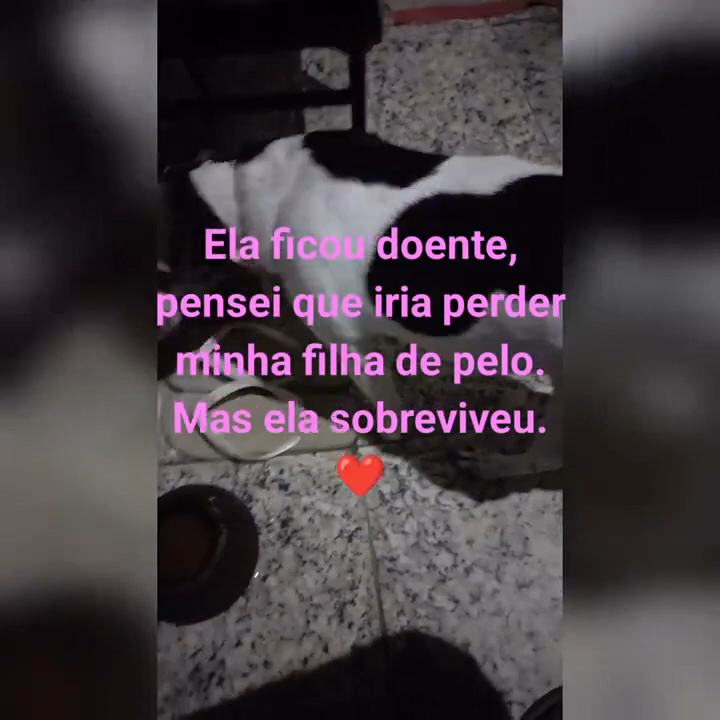 Ela ficou doente,
pensei que iria perder
minha filha de pelo.
Mas ela sobreviveu.
❤️